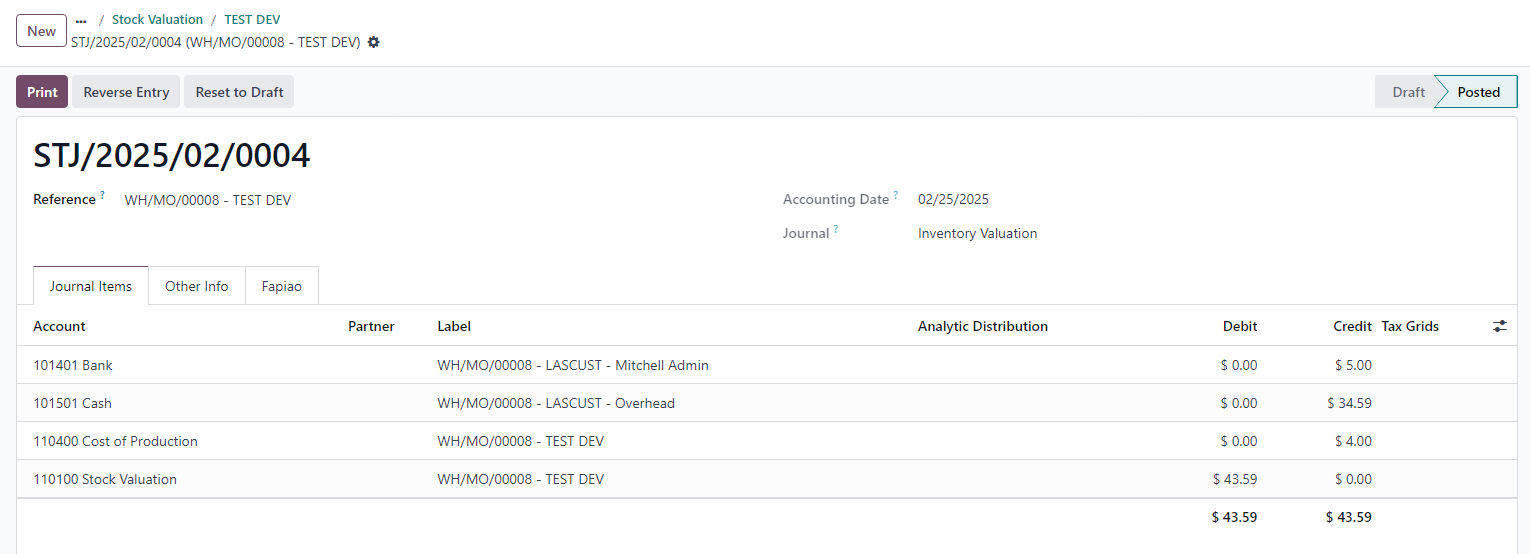 New
... / Stock Valuation / TEST DEV
STJ/2025/02/0004 (WH/MO/00008 - TEST DEV)
Print Reverse Entry Reset to Draft Draft Posted
STJ/2025/02/0004
Reference ? WH/MO/00008 - TEST DEV Accounting Date ? 02/25/2025
Journal ? Inventory Valuation
Journal Items Other Info Fapiao
Account Partner Label Analytic Distribution Debit Credit Tax Grids
101401 Bank WH/MO/00008 - LASCUST - Mitchell Admin $ 0.00 $ 5.00
101501 Cash WH/MO/00008 - LASCUST - Overhead $ 0.00 $ 34.59
110400 Cost of Production WH/MO/00008 - TEST DEV $ 0.00 $ 4.00
110100 Stock Valuation WH/MO/00008 - TEST DEV $ 43.59 $ 0.00
$ 43.59 $ 43.59